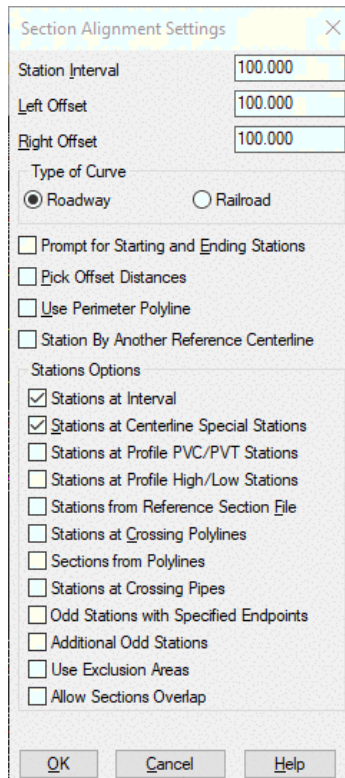 Section Alignment Settings
Station Interval 100.000
Left Offset 100.000
Right Offset 100.000
Type of Curve
Roadway Railroad
Prompt for Starting and Ending Stations
Pick Offset Distances
Use Perimeter Polyline
Station By Another Reference Centerline
Stations Options
Stations at Interval
Stations at Centerline Special Stations
Stations at Profile PVC/PVT Stations
Stations at Profile High/Low Stations
Stations from Reference Section File
Stations at Crossing Polylines
Sections from Polylines
Stations at Crossing Pipes
Odd Stations with Specified Endpoints
Additional Odd Stations
Use Exclusion Areas
Allow Sections Overlap
OK Cancel Help